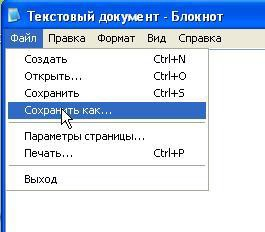 Текстовый документ - Блокнот
Файл Правка Формат Вид Справка
Создать Ctrl+N
Открыть... Ctrl+O
Сохранить Ctrl+S
Сохранить как...
Параметры страницы...
Печать... Ctrl+P
Выход